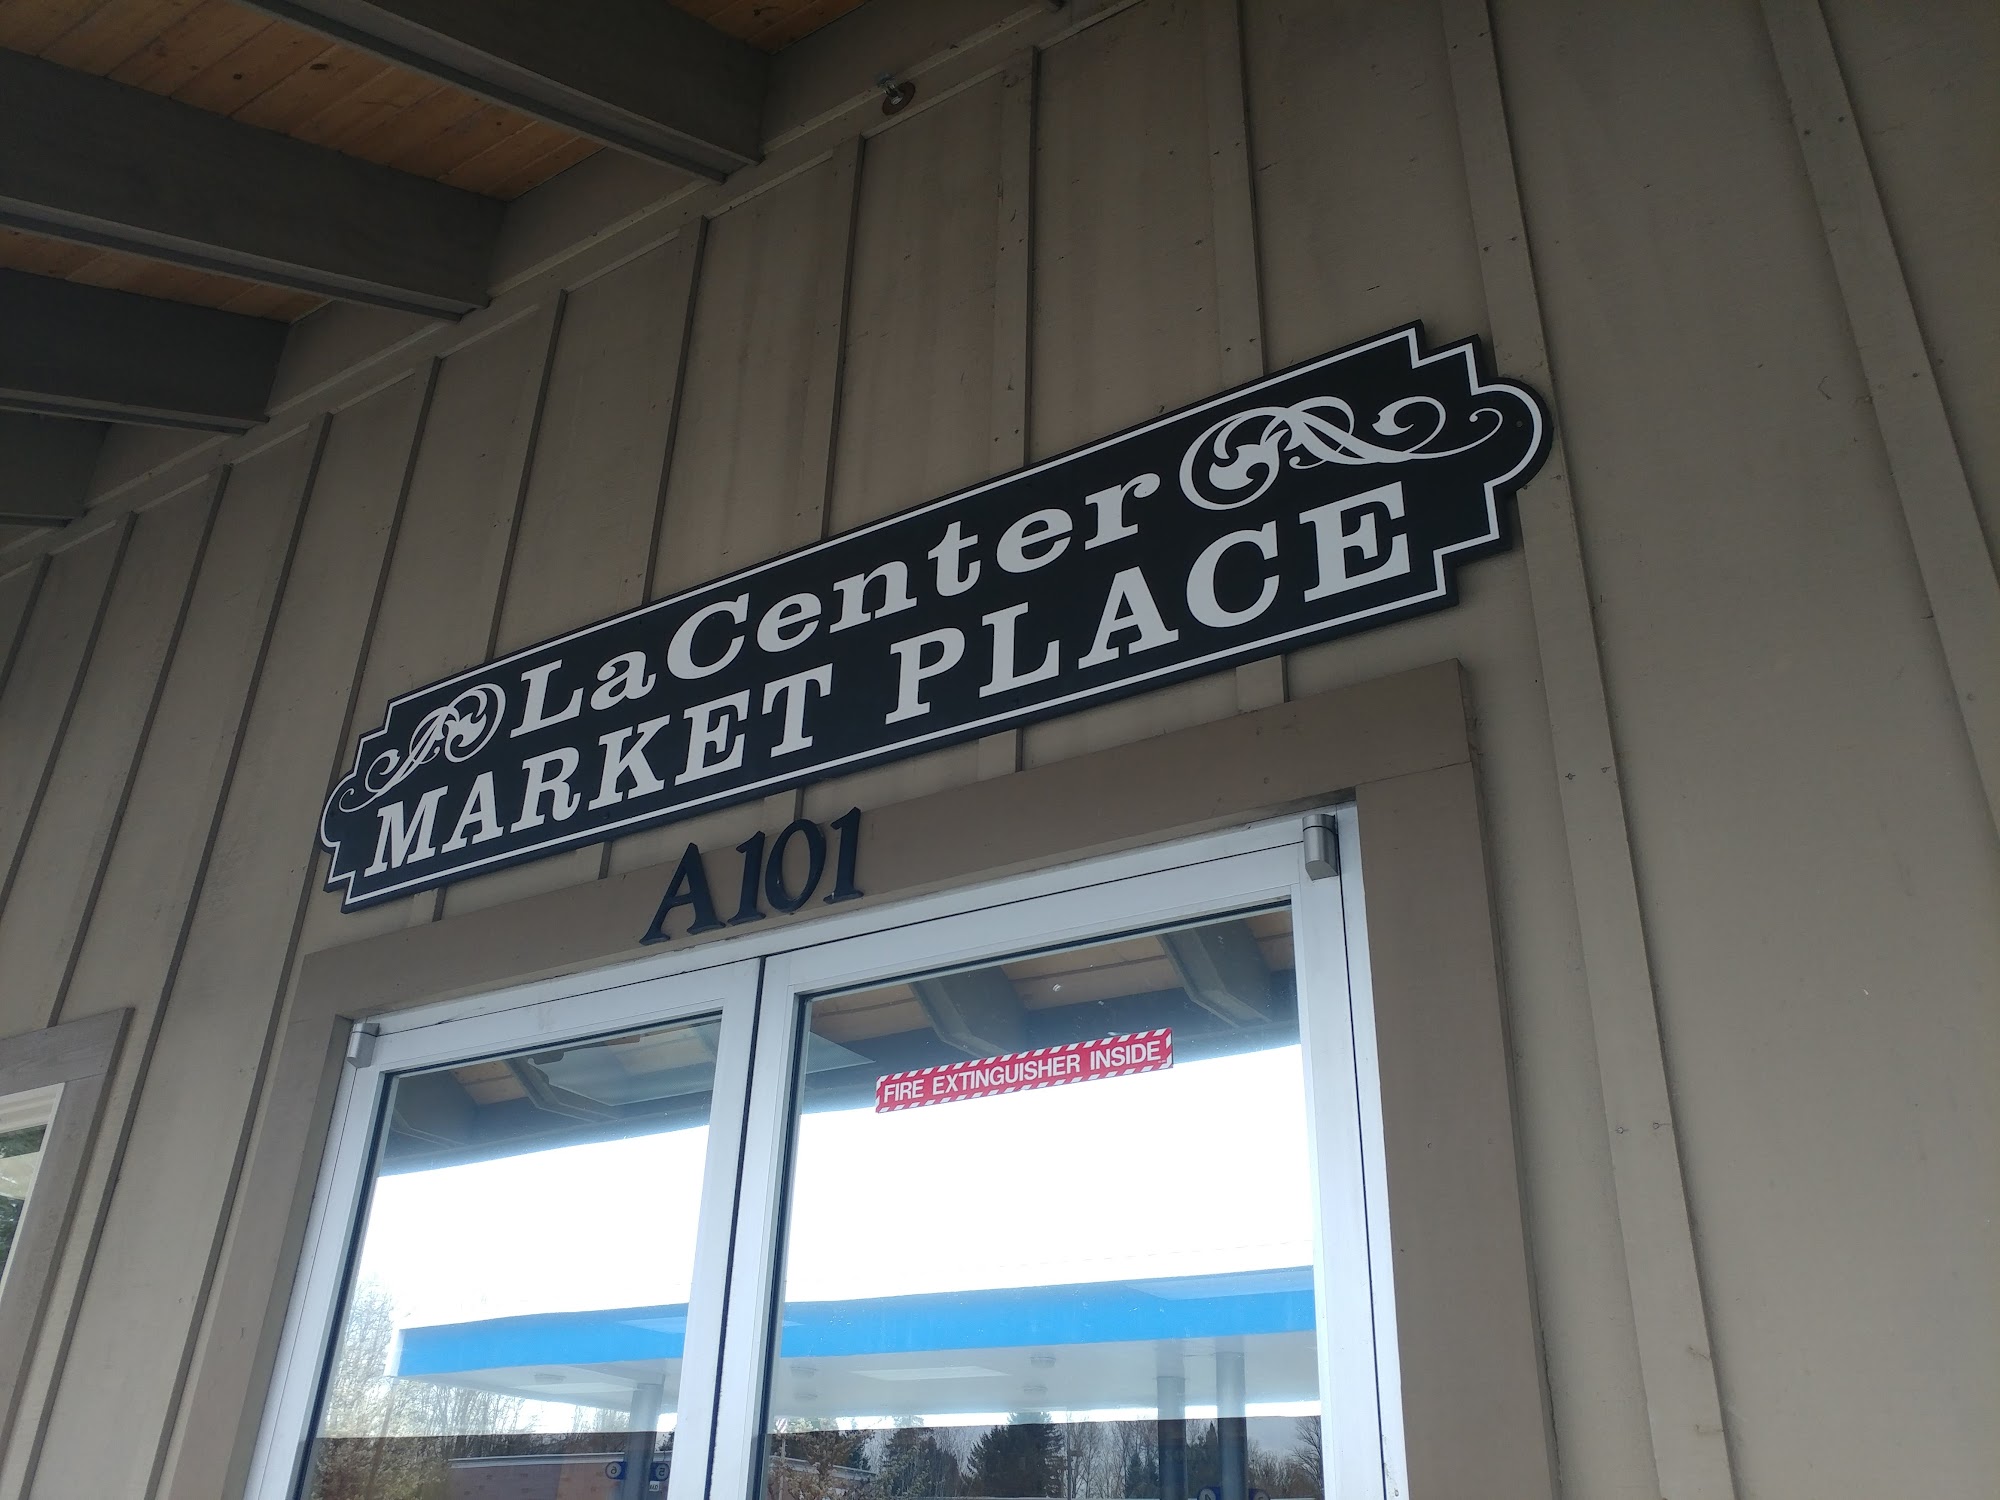 LaCenter
MARKET PLACE
A101
FIRE EXTINGUISHER INSIDE